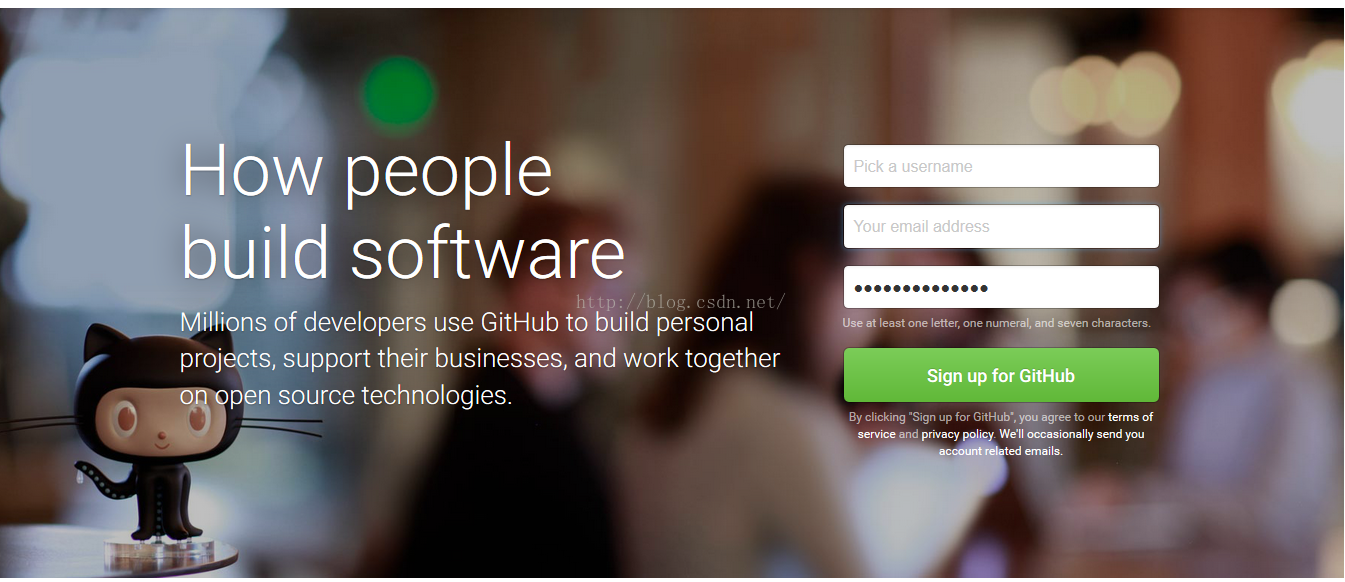 How people
build software
http://blog.csdn.net/
Millions of developers use GitHub to build personal
projects, support their businesses, and work together
on open source technologies.
Pick a username
Your email address
••••••••••••••
Use at least one letter, one numeral, and seven characters.
Sign up for GitHub
By clicking "Sign up for GitHub", you agree to our terms of
service and privacy policy. We'll occasionally send you
account related emails.